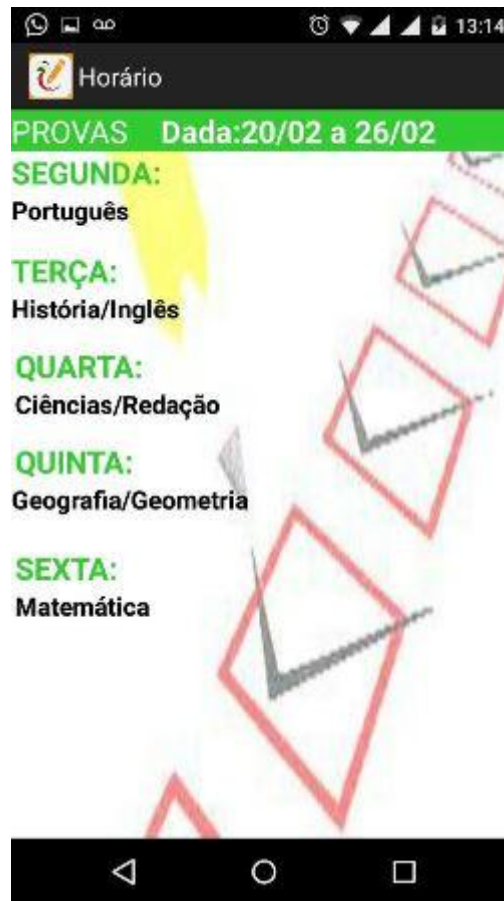 13:14
Horário
PROVAS Dada:20/02 a 26/02
SEGUNDA:
Português
TERÇA:
História/Inglês
QUARTA:
Ciências/Redação
QUINTA:
Geografia/Geometria
SEXTA:
Matemática